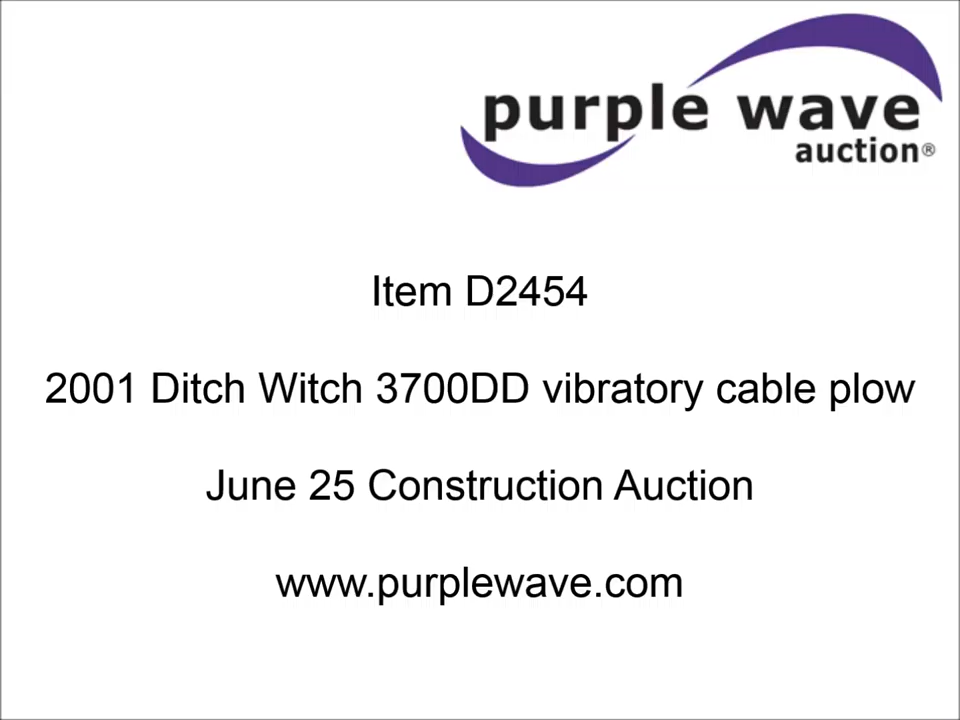 purple wave
auction®
Item D2454
2001 Ditch Witch 3700DD vibratory cable plow
June 25 Construction Auction
www.purplewave.com